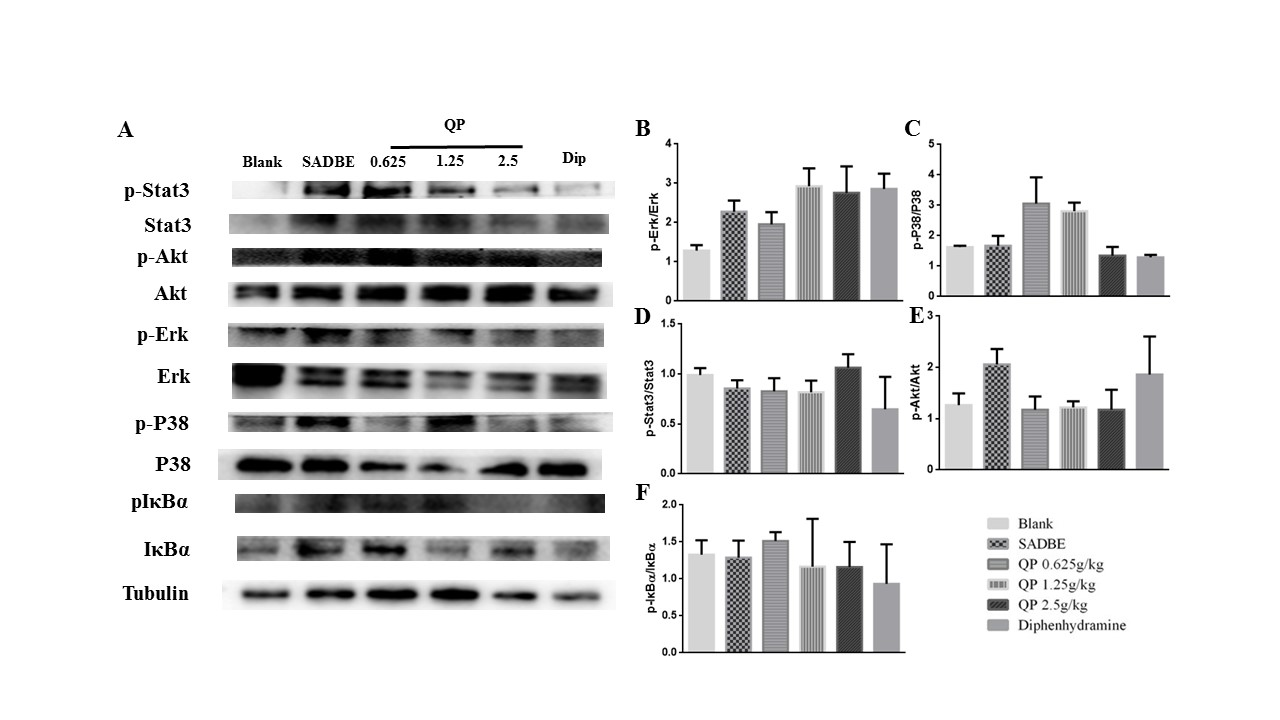 A
QP
Blank SADBE 0.625 1.25 2.5 Dip
p-Stat3
Stat3
p-Akt
Akt
p-Erk
Erk
p-P38
P38
pIκBα
IκBα
Tubulin
B
p-Erk/Erk
4
3
2
1
0
C
p-P38/P38
5
4
3
2
1
0
D
p-Stat3/Stat3
1.5
1.0
0.5
0.0
E
p-Akt/Akt
3
2
1
0
F
p-IκBα/IκBα
2.0
1.5
1.0
0.5
0.0
Blank
SADBE
QP 0.625g/kg
QP 1.25g/kg
QP 2.5g/kg
Diphenhydramine